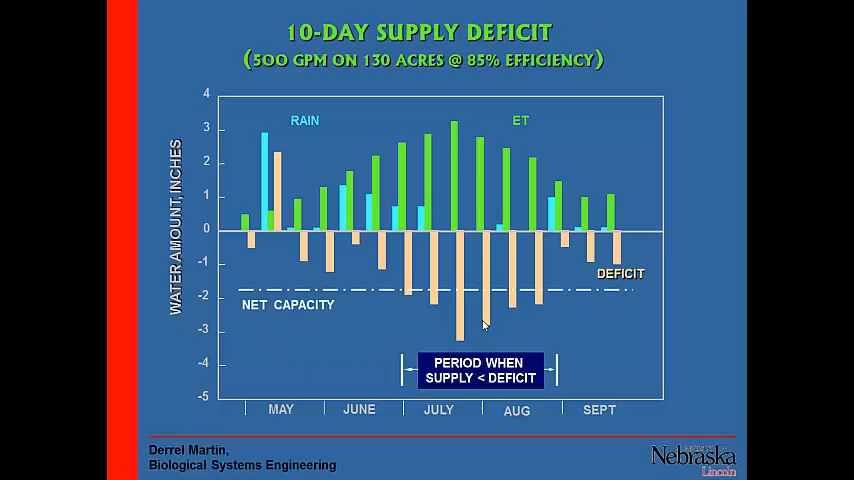 10-DAY SUPPLY DEFICIT
(500 GPM ON 130 ACRES @ 85% EFFICIENCY)
4
3
2
1
0
-1
-2
-3
-4
-5
WATER AMOUNT, INCHES
RAIN
ET
DEFICIT
NET CAPACITY
PERIOD WHEN
SUPPLY < DEFICIT
MAY JUNE JULY AUG SEPT
Derrel Martin,
Biological Systems Engineering
Nebraska
Lincoln